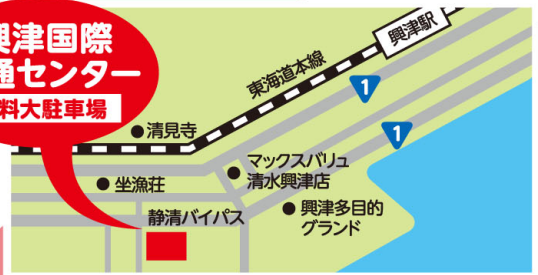 興津国際
通センター
料大駐車場
興津駅
東海道本線
1
1
清見寺
マックスバリュ
清水興津店
坐漁荘
興津多目的
グランド
静清バイパス